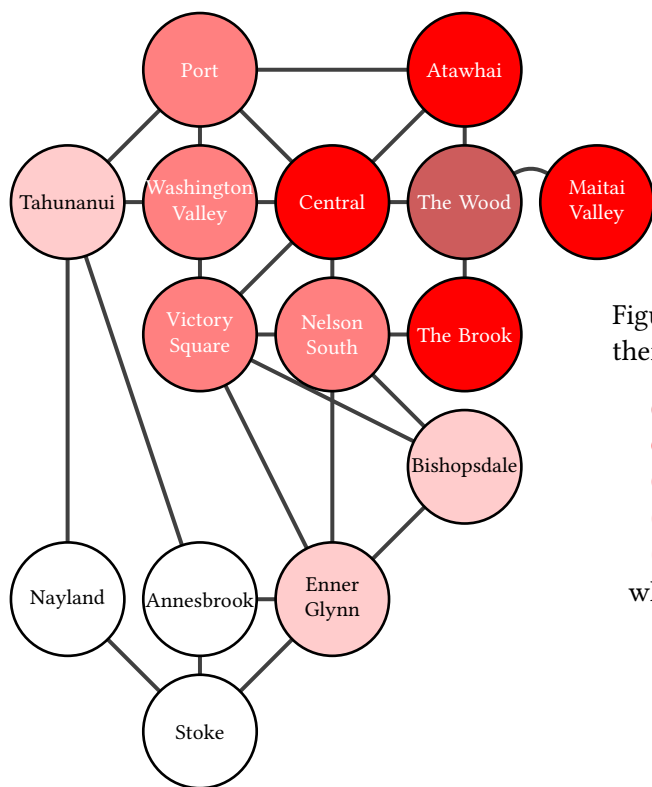 Port
Atawhai
Tahunanui
Washington
Valley
Central
The Wood
Maitai
Valley
Victory
Square
Nelson
South
The Brook
Bishopsdale
Nayland
Annesbrook
Enner
Glynn
Stoke